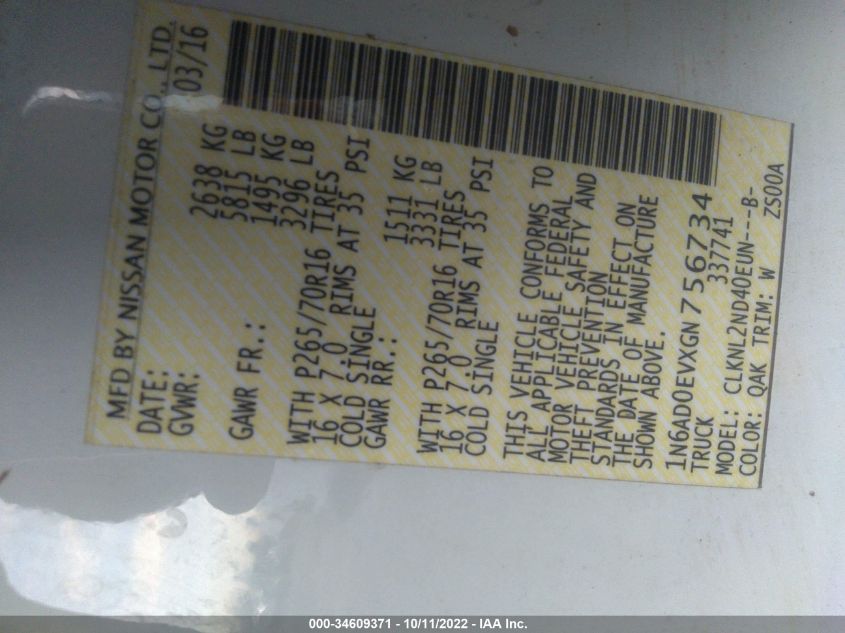 MFD BY NISSAN MOTOR CO., LTD.
DATE: 03/16
GVWR: 2638 KG
5815 LB
GAWR FR.: 1495 KG
3296 LB
WITH P265/70R16 TIRES
16 X 7.0 RIMS AT 35 PSI
COLD SINGLE
GAWR RR.: 1511 KG
3331 LB
WITH P265/70R16 TIRES
16 X 7.0 RIMS AT 35 PSI
COLD SINGLE
THIS VEHICLE CONFORMS TO
ALL APPLICABLE FEDERAL
MOTOR VEHICLE SAFETY AND
THEFT PREVENTION
STANDARDS IN EFFECT ON
THE DATE OF MANUFACTURE
SHOWN ABOVE.
1N6AD0EVXGN756734
TRUCK 337741
MODEL: CLKNL2ND40EUN---B-
COLOR: QAK TRIM: W ZS00A
000-34609371 - 10/11/2022 - IAA Inc.